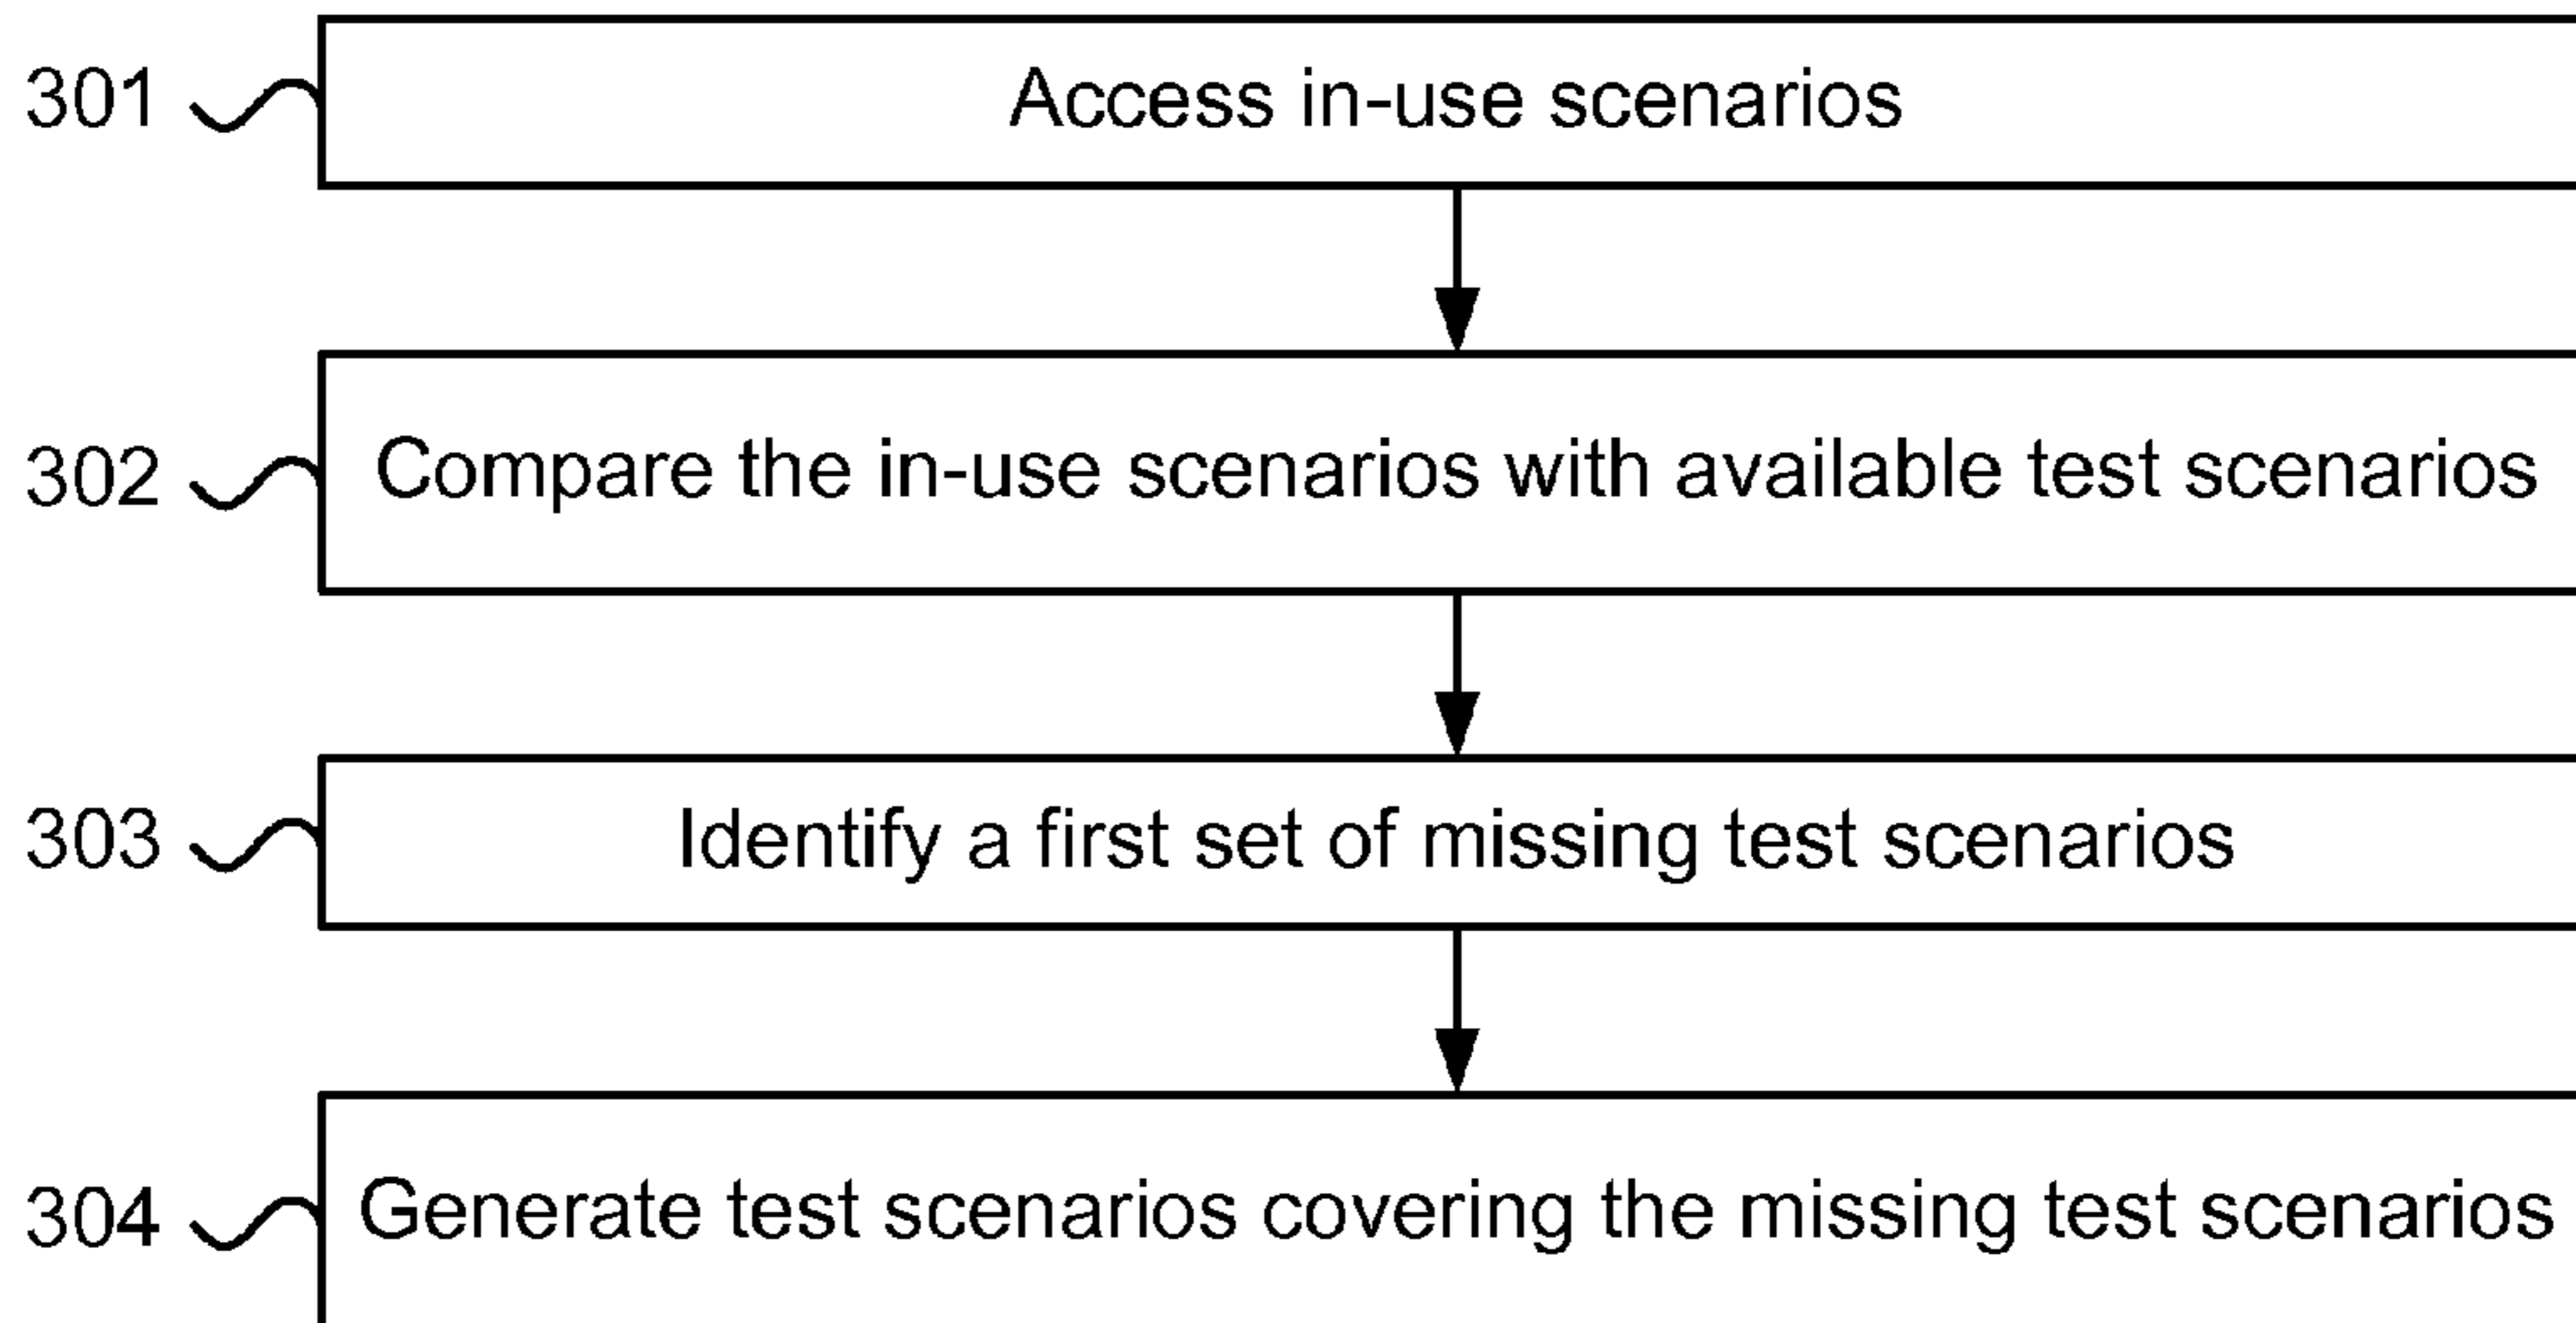 301 Access in-use scenarios
302 Compare the in-use scenarios with available test scenarios
303 Identify a first set of missing test scenarios
304 Generate test scenarios covering the missing test scenarios